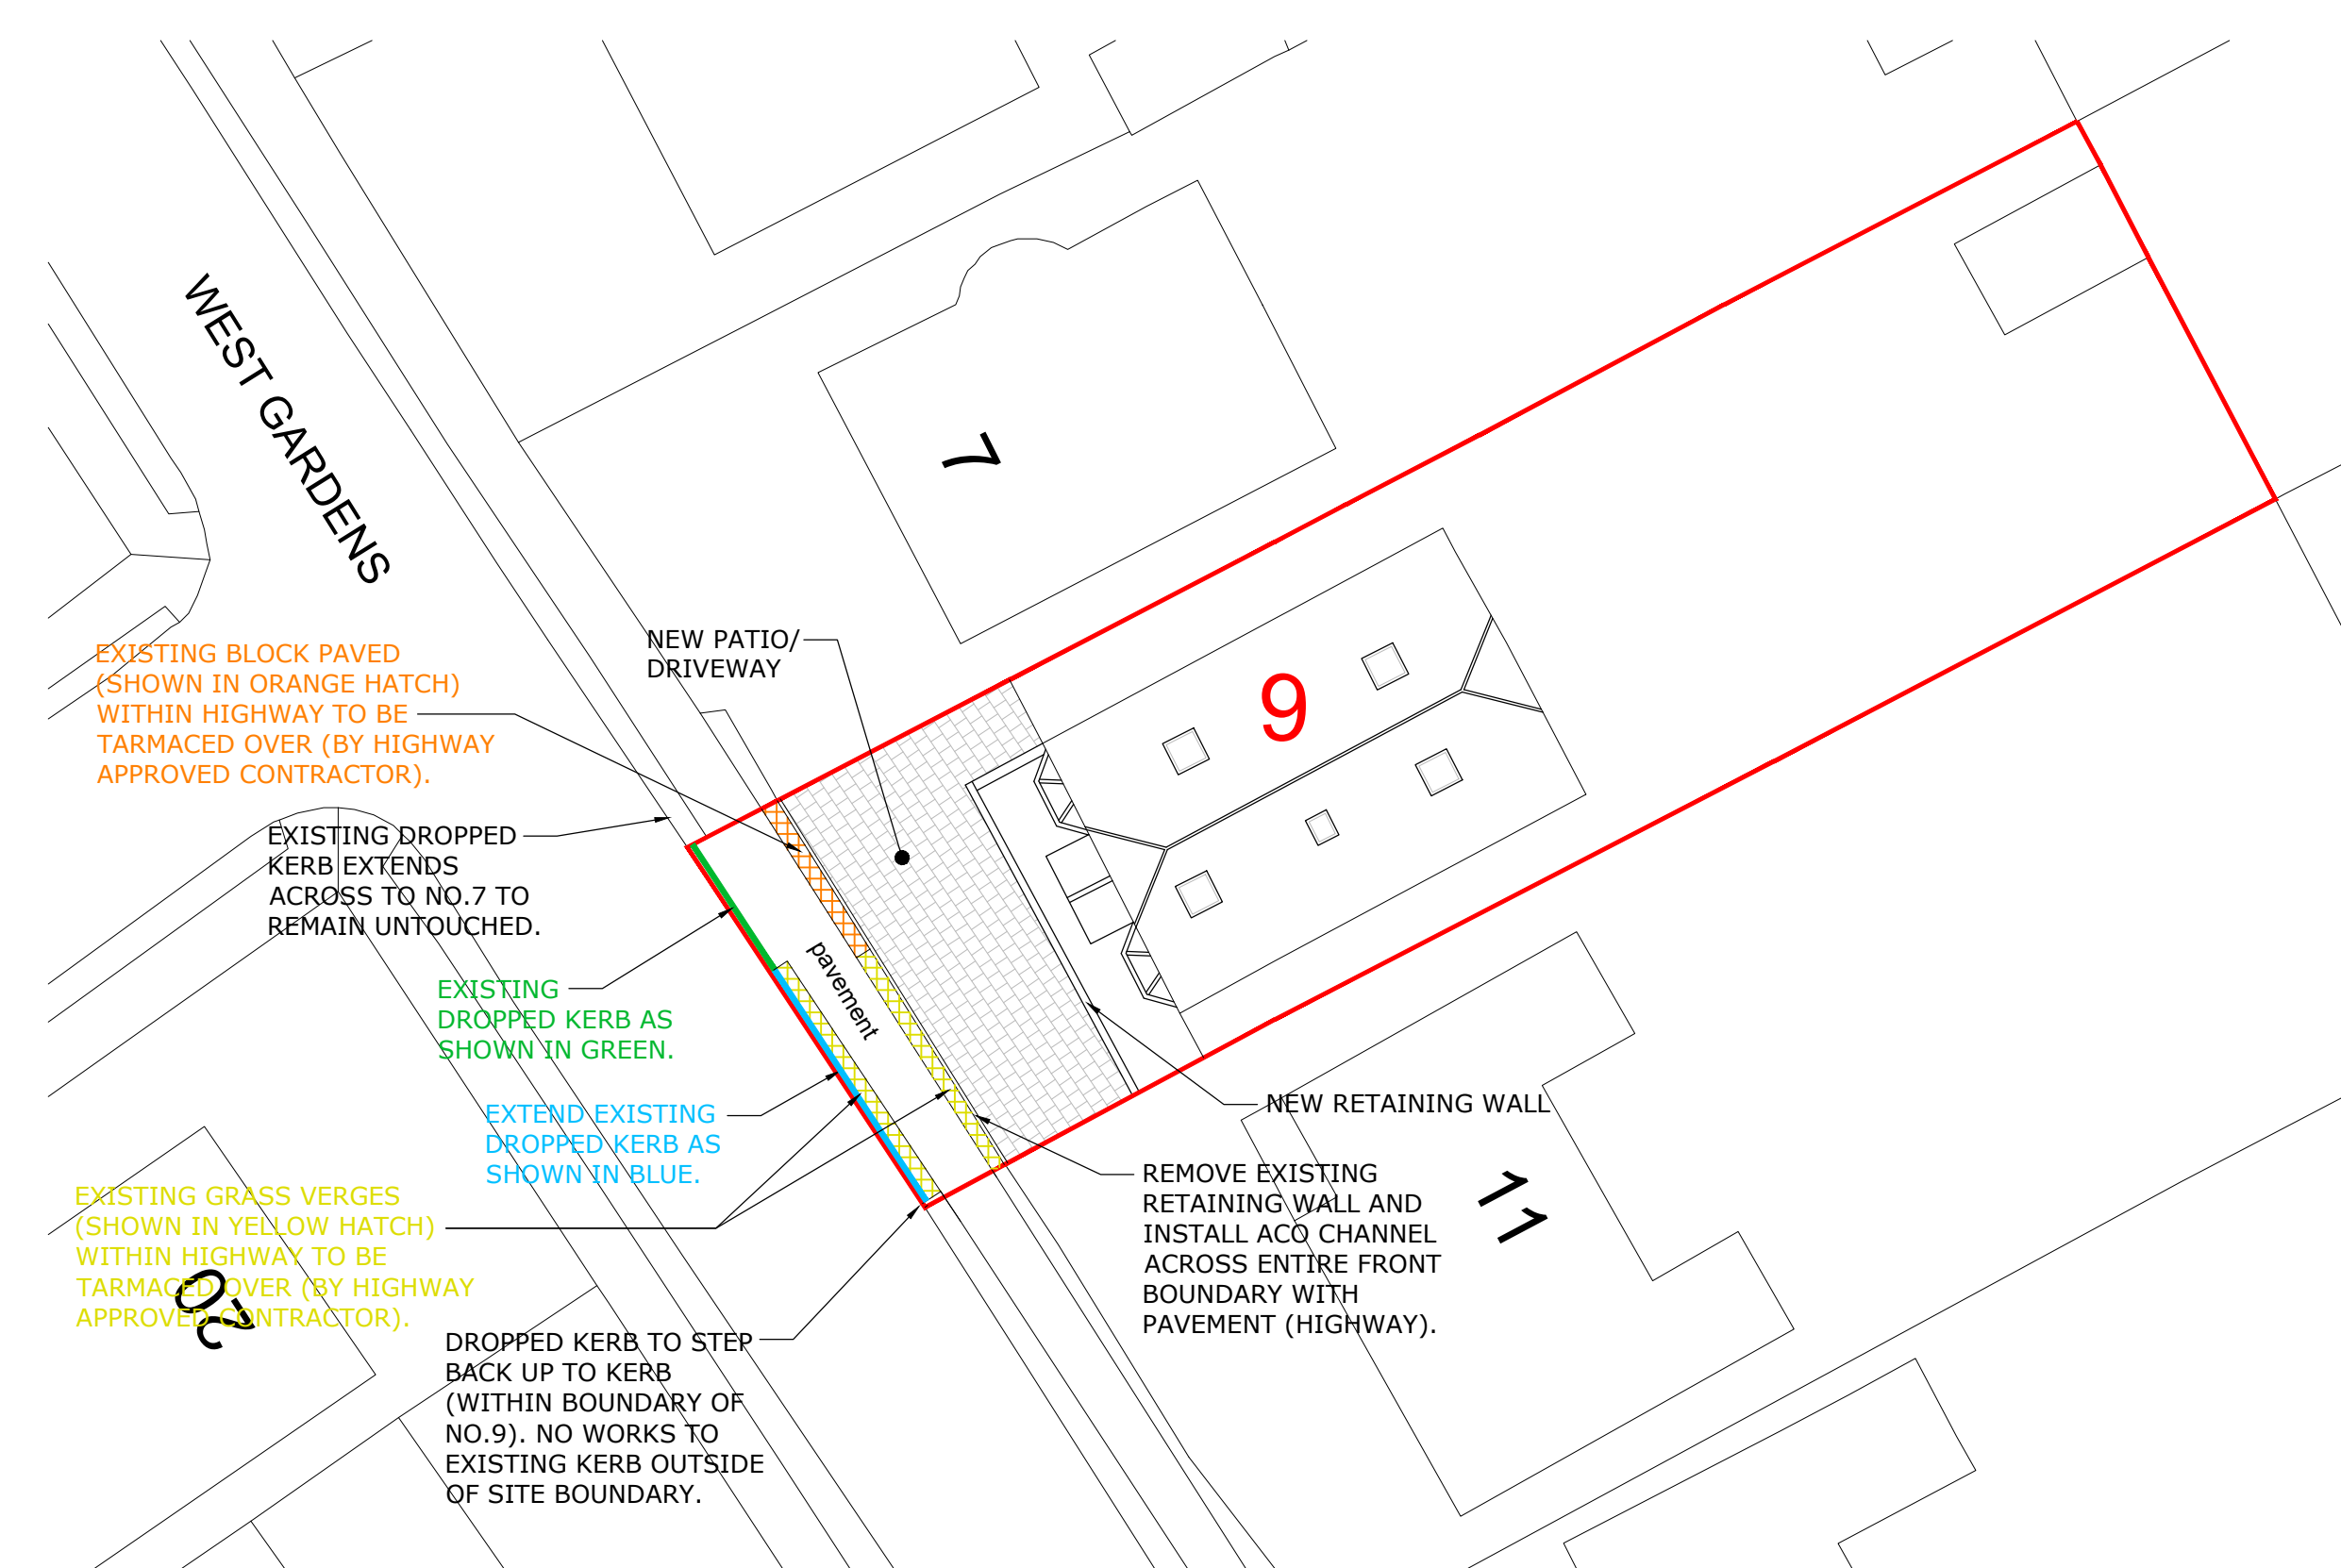 WEST GARDENS
7
NEW PATIO/
DRIVEWAY
EXISTING BLOCK PAVED
(SHOWN IN ORANGE HATCH)
WITHIN HIGHWAY TO BE
TARMACED OVER (BY HIGHWAY
APPROVED CONTRACTOR).
9
EXISTING DROPPED
KERB EXTENDS
ACROSS TO NO.7 TO
REMAIN UNTOUCHED.
pavement
EXISTING
DROPPED KERB AS
SHOWN IN GREEN.
EXTEND EXISTING
DROPPED KERB AS
SHOWN IN BLUE.
NEW RETAINING WALL
EXISTING GRASS VERGES
(SHOWN IN YELLOW HATCH)
WITHIN HIGHWAY TO BE
TARMACED OVER (BY HIGHWAY
APPROVED CONTRACTOR).
20
REMOVE EXISTING
RETAINING WALL AND
INSTALL ACO CHANNEL
ACROSS ENTIRE FRONT
BOUNDARY WITH
PAVEMENT (HIGHWAY).
11
DROPPED KERB TO STEP
BACK UP TO KERB
(WITHIN BOUNDARY OF
NO.9). NO WORKS TO
EXISTING KERB OUTSIDE
OF SITE BOUNDARY.